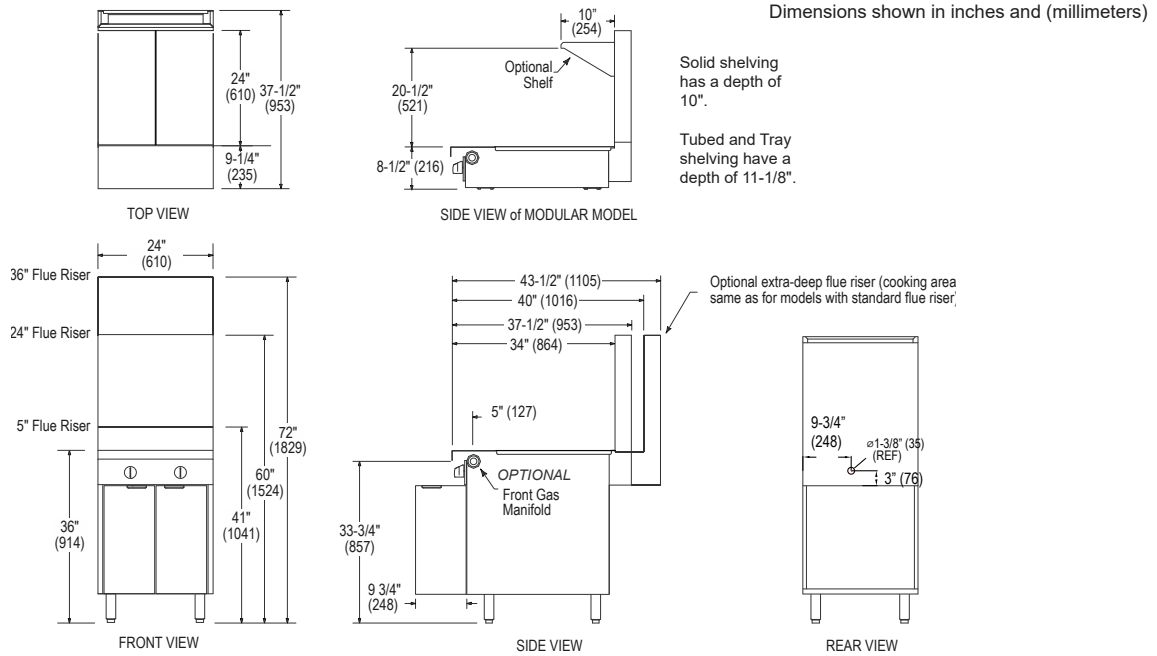 Dimensions shown in inches and (millimeters)
24"
(610)
37-1/2"
(953)
9-1/4"
(235)
TOP VIEW
10"
(254)
Optional
Shelf
20-1/2"
(521)
8-1/2" (216)
SIDE VIEW of MODULAR MODEL
Solid shelving
has a depth of
10".
Tubed and Tray
shelving have a
depth of 11-1/8".
24"
(610)
36" Flue Riser
24" Flue Riser
5" Flue Riser
72"
(1829)
60"
(1524)
41"
(1041)
36"
(914)
FRONT VIEW
43-1/2" (1105)
40" (1016)
37-1/2" (953)
34" (864)
Optional extra-deep flue riser (cooking area
same as for models with standard flue riser)
5" (127)
OPTIONAL
Front Gas
Manifold
33-3/4"
(857)
9 3/4"
(248)
SIDE VIEW
9-3/4"
(248)
⌀1-3/8" (35)
(REF)
3" (76)
REAR VIEW